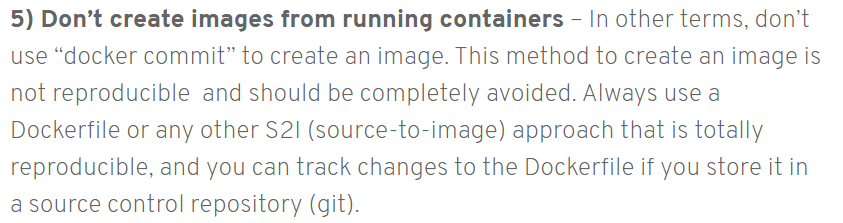 5) Don’t create images from running containers – In other terms, don’t
use “docker commit” to create an image. This method to create an image is
not reproducible  and should be completely avoided. Always use a
Dockerfile or any other S2I (source-to-image) approach that is totally
reproducible, and you can track changes to the Dockerfile if you store it in
a source control repository (git).